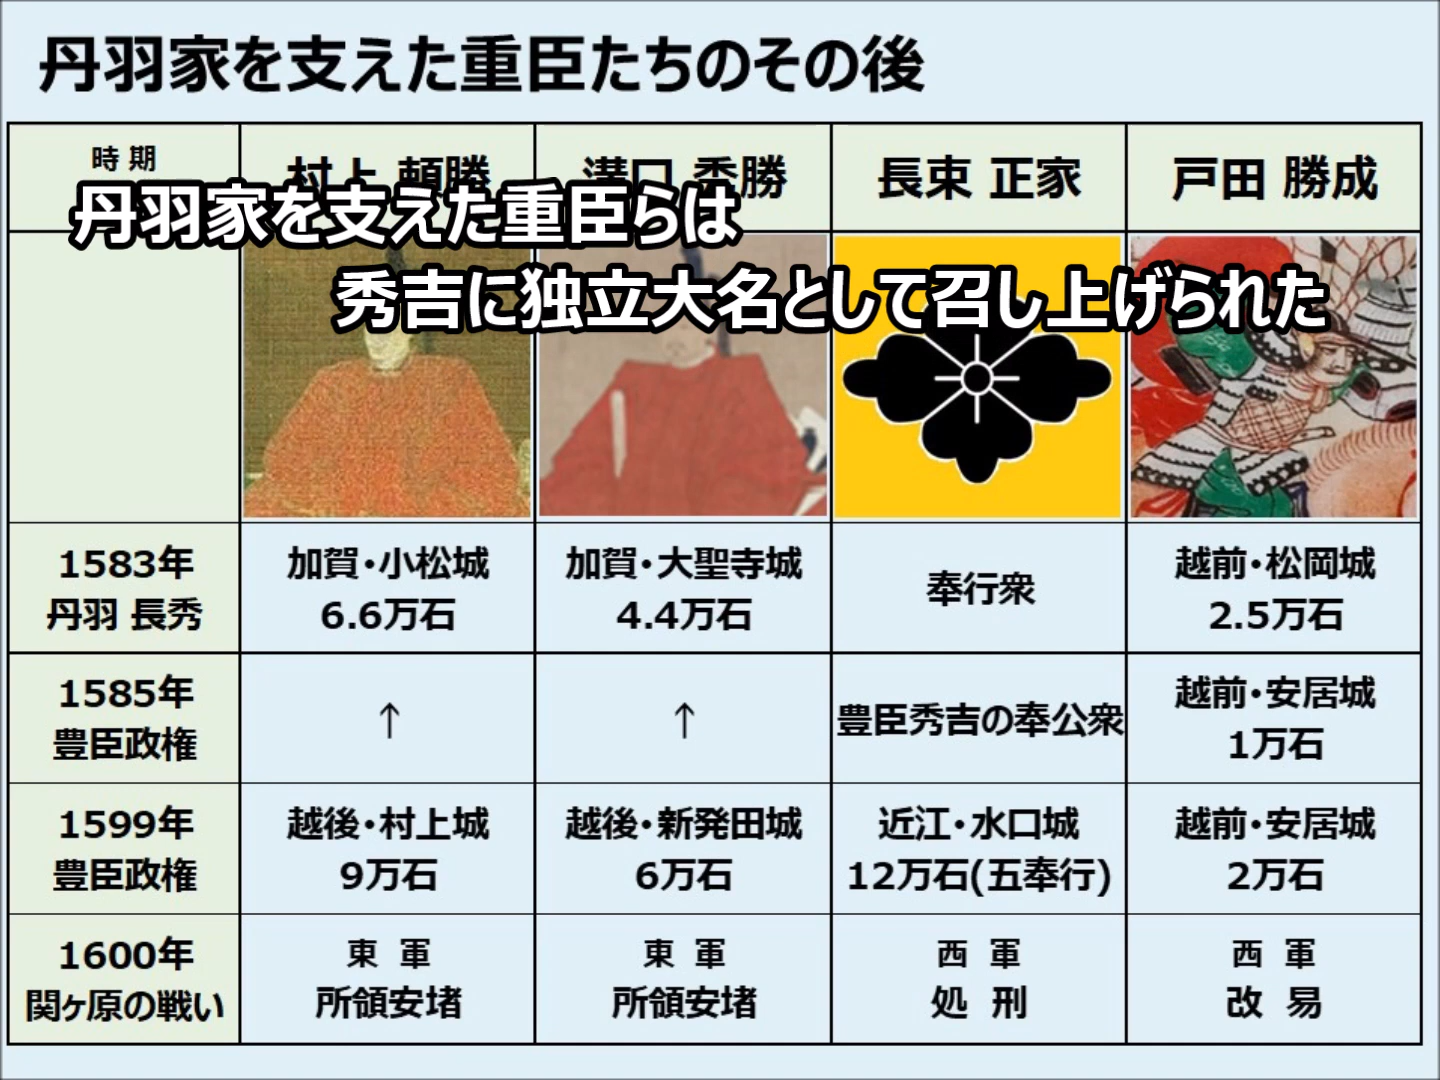 丹羽家を支えた重臣たちのその後
時 期
村上 頼勝
溝口 秀勝
長束 正家
戸田 勝成
丹羽家を支えた重臣らは
秀吉に独立大名として召し上げられた
1583年
丹羽 長秀
加賀・小松城
6.6万石
加賀・大聖寺城
4.4万石
奉行衆
越前・松岡城
2.5万石
1585年
豊臣政権
↑
↑
豊臣秀吉の奉公衆
越前・安居城
1万石
1599年
豊臣政権
越後・村上城
9万石
越後・新発田城
6万石
近江・水口城
12万石(五奉行)
越前・安居城
2万石
1600年
関ヶ原の戦い
東 軍
所領安堵
東 軍
所領安堵
西 軍
処 刑
西 軍
改 易